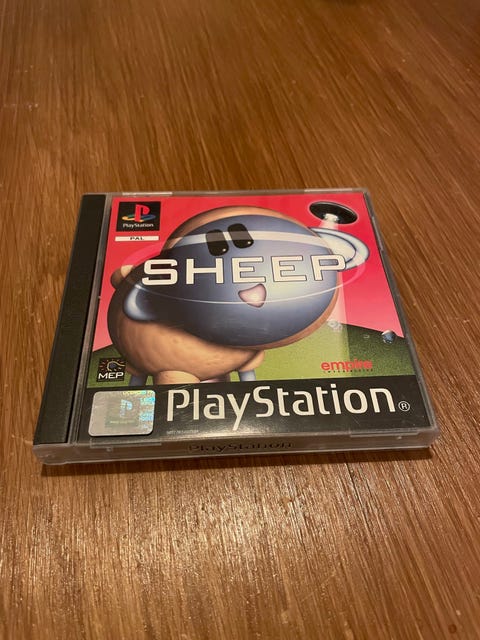 PlayStation
PAL
SHEEP
MEP
empire
PlayStation®
PlayStation